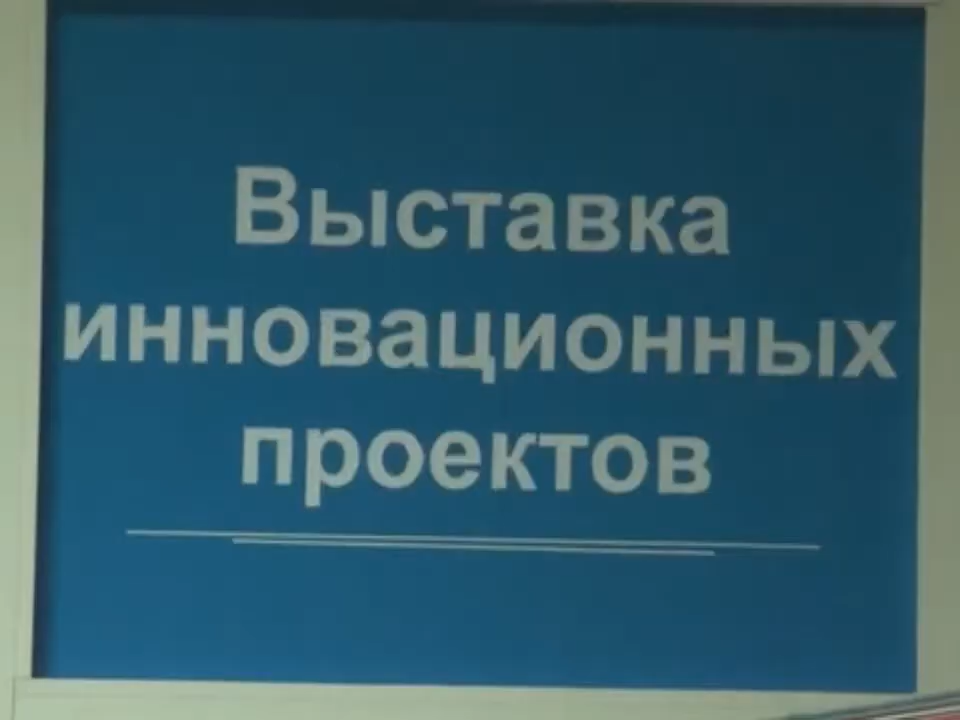 Выставка
инновационных
проектов